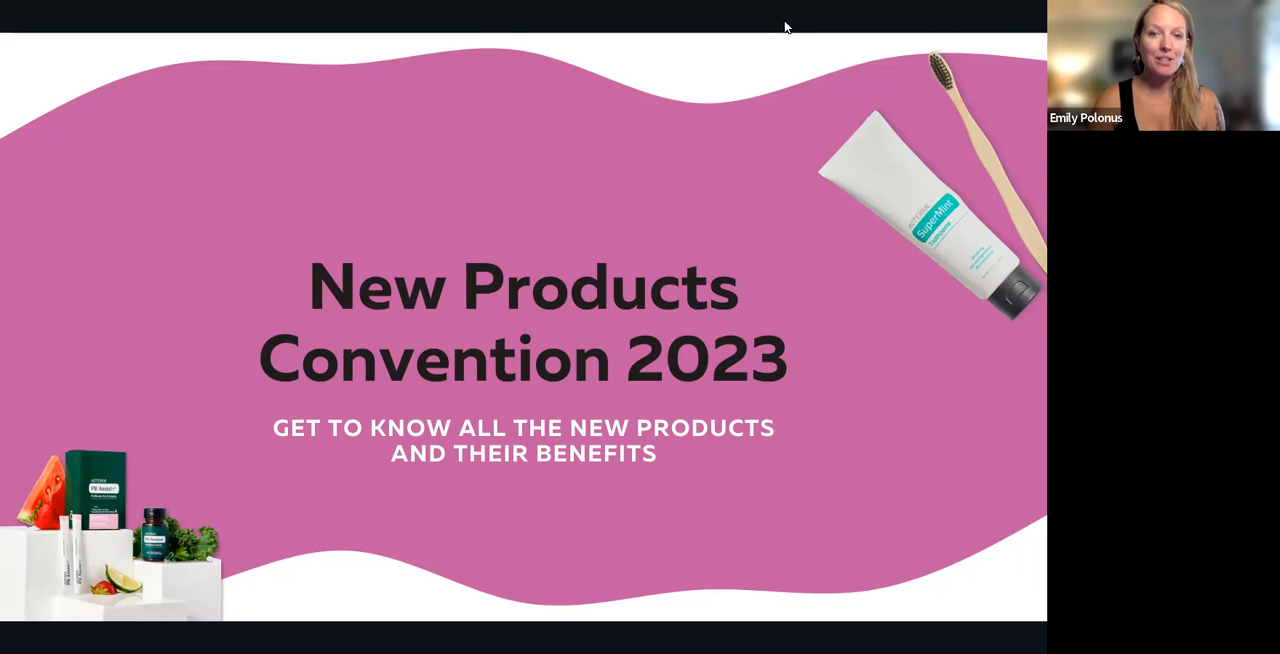 New Products
Convention 2023
GET TO KNOW ALL THE NEW PRODUCTS
AND THEIR BENEFITS
Emily Polonus
SuperMint
Toothpaste
PB Assist